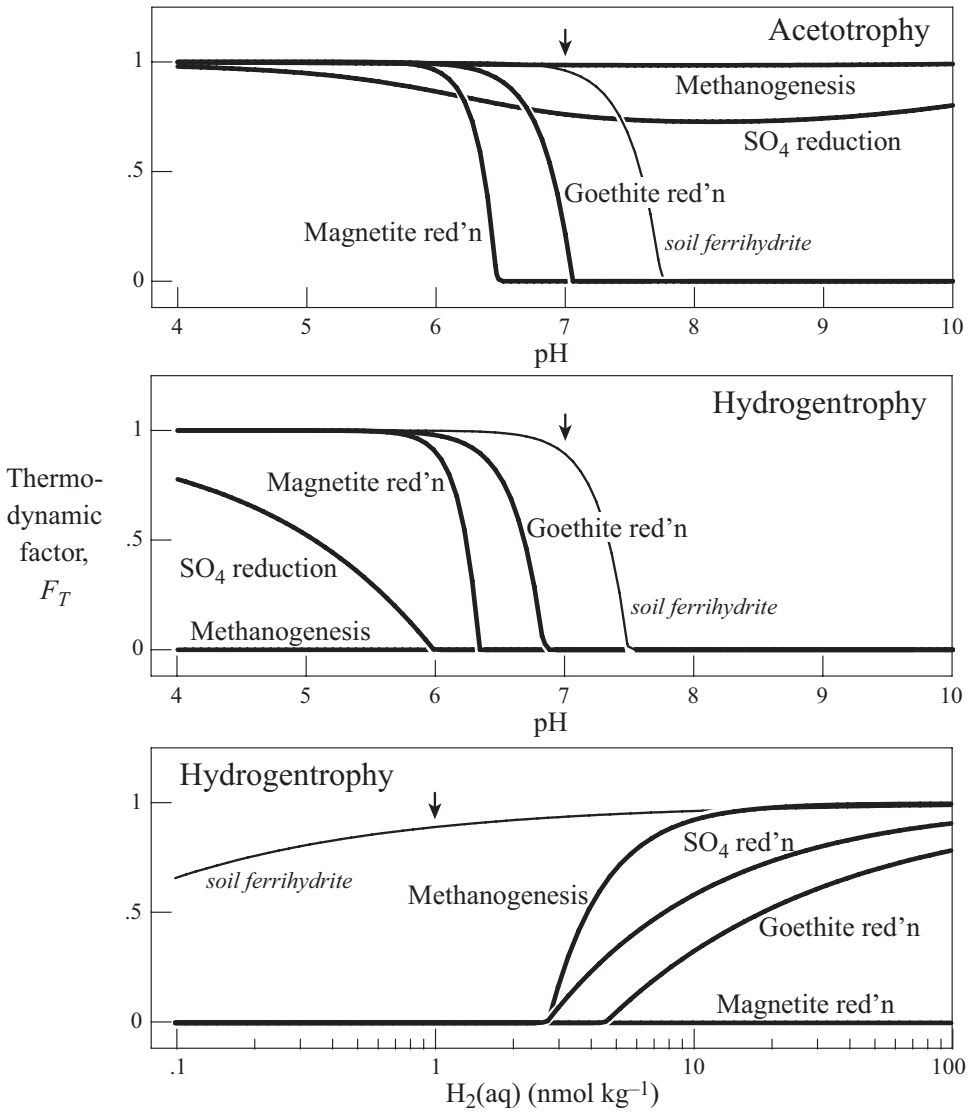 Acetotrophy
1
Methanogenesis
SO4 reduction
.5
Goethite red’n
Magnetite red’n
soil ferrihydrite
0
4 5 6 7 8 9 10
pH
Hydrogentrophy
1
Magnetite red’n
Thermo-
dynamic
factor,
FT
Goethite red’n
.5
SO4 reduction
soil ferrihydrite
Methanogenesis
0
4 5 6 7 8 9 10
pH
Hydrogentrophy
1
SO4 red’n
soil ferrihydrite
Methanogenesis
.5
Goethite red’n
Magnetite red’n
0
.1 1 10 100
H2(aq) (nmol kg–1)